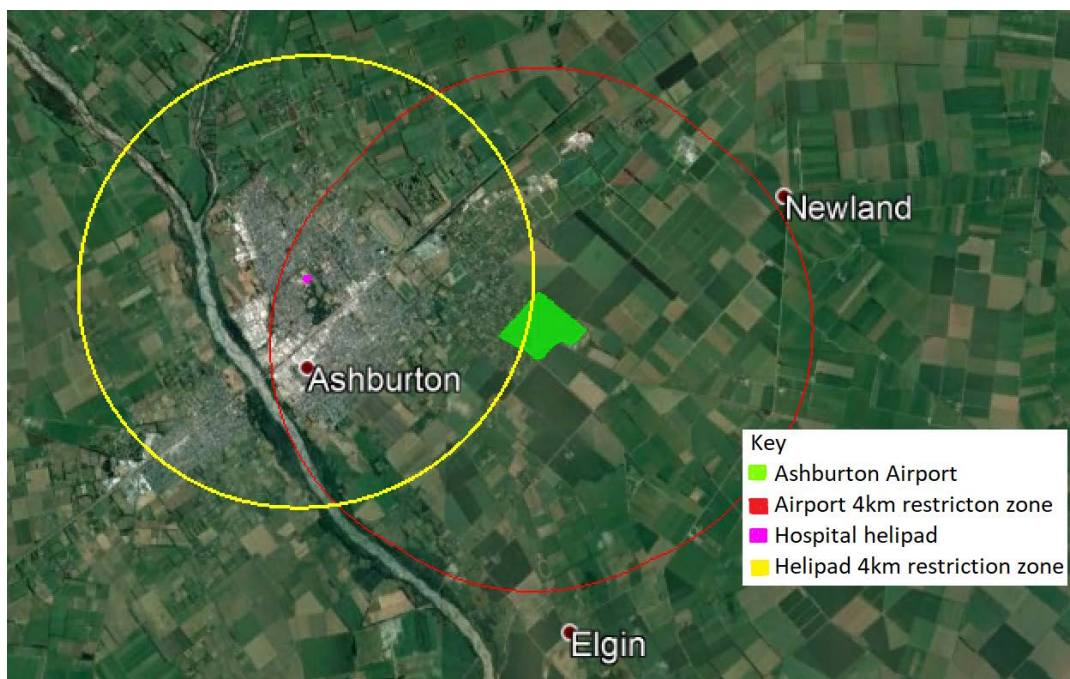 Newland
Ashburton
Elgin
Key
Ashburton Airport
Airport 4km restricton zone
Hospital helipad
Helipad 4km restriction zone